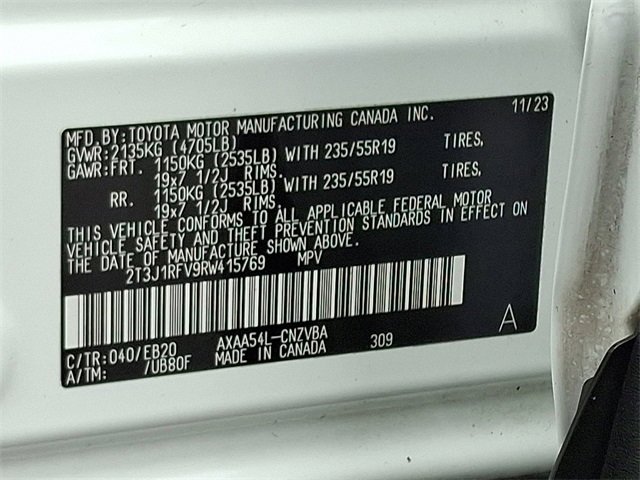 MFD.BY:TOYOTA MOTOR MANUFACTURING CANADA INC. 11/23
GVWR:2135KG (4705LB)
GAWR:FRT. 1150KG (2535LB) WITH 235/55R19 TIRES,
19x7 1/2J RIMS.
RR. 1150KG (2535LB) WITH 235/55R19 TIRES,
19x7 1/2J RIMS.
THIS VEHICLE CONFORMS TO ALL APPLICABLE FEDERAL MOTOR
VEHICLE SAFETY AND THEFT PREVENTION STANDARDS IN EFFECT ON
THE DATE OF MANUFACTURE SHOWN ABOVE.
2T3J1RFV9RW415769 MPV
A
C/TR:040/EB20 AXAA54L-CNZVBA 309
A/TM: /UB80F MADE IN CANADA